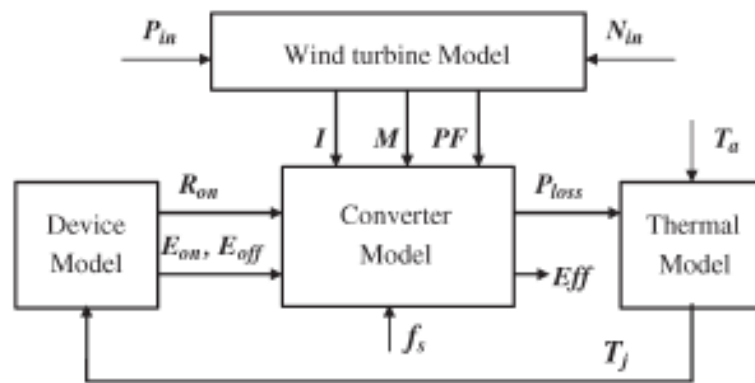 P_in
Wind turbine Model
N_in
I M PF
T_a
R_on
P_loss
Device
Model
Converter
Model
Thermal
Model
E_on, E_off
Eff
f_s
T_j